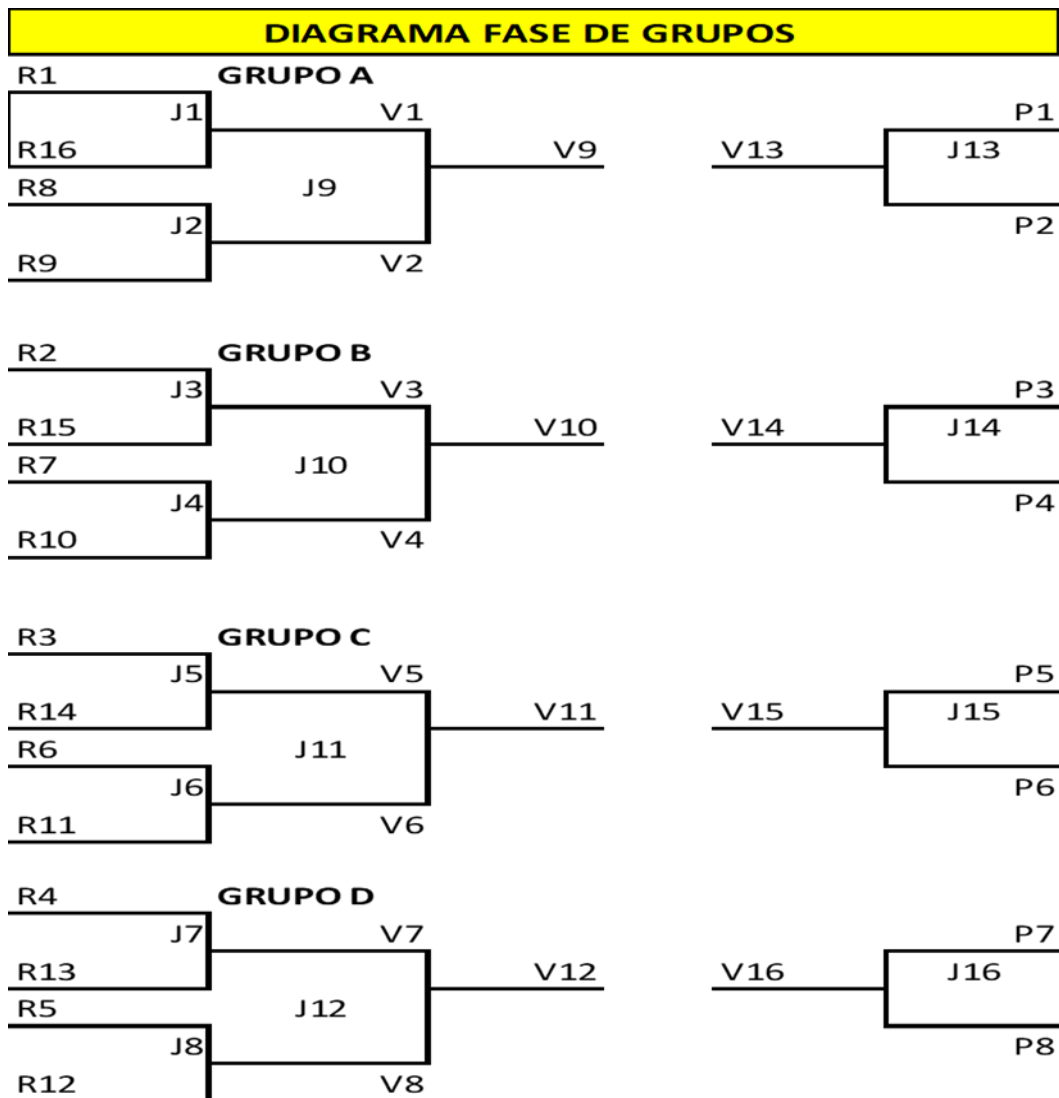 DIAGRAMA FASE DE GRUPOS
R1 GRUPO A
J1 V1 P1
R16 V9 V13 J13
R8 J9
J2 P2
R9 V2
R2 GRUPO B
J3 V3 P3
R15 V10 V14 J14
R7 J10
J4 P4
R10 V4
R3 GRUPO C
J5 V5 P5
R14 V11 V15 J15
R6 J11
J6 P6
R11 V6
R4 GRUPO D
J7 V7 P7
R13 V12 V16 J16
R5 J12
J8 P8
R12 V8